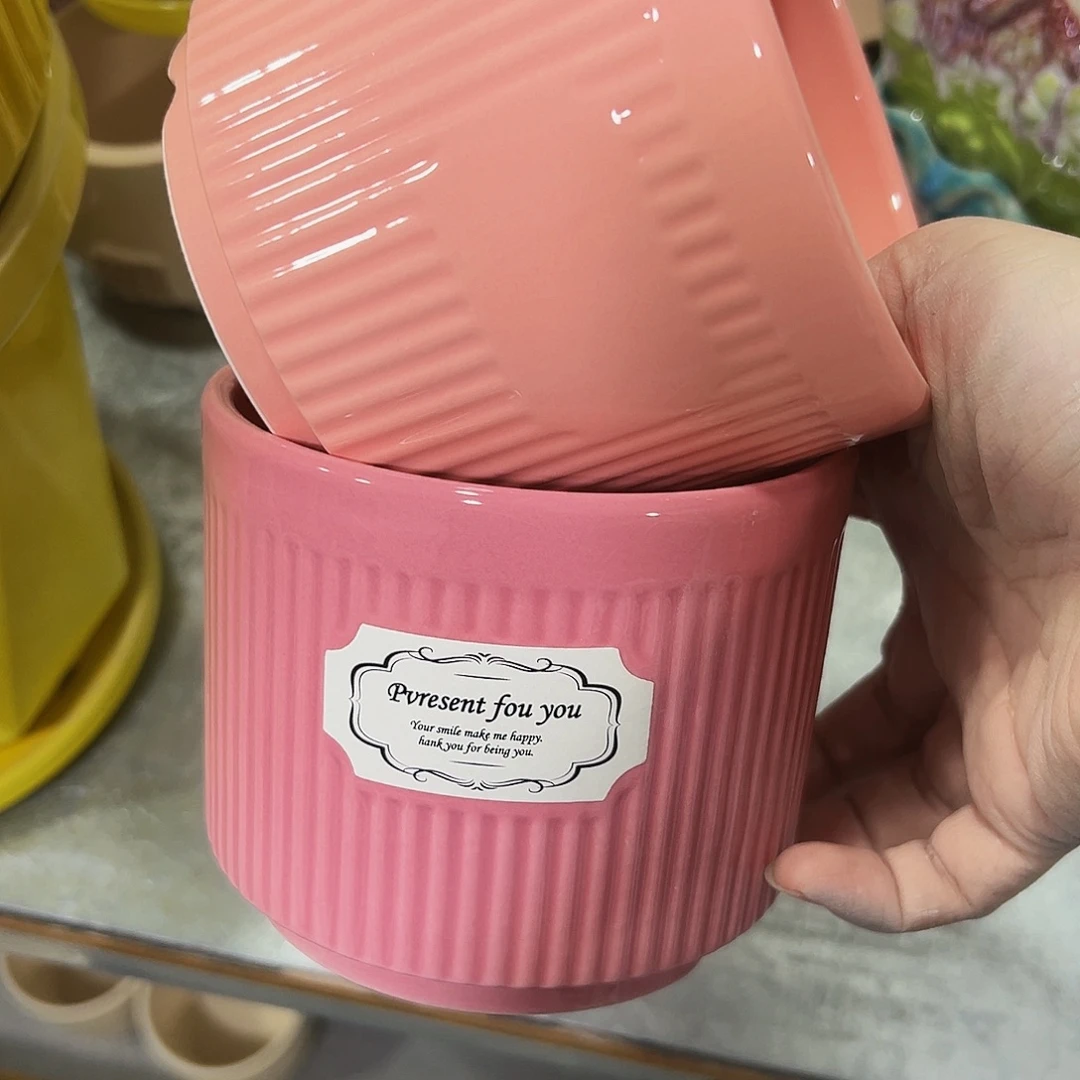 Pvresent fou you
Your smile make me happy.
hank you for being you.